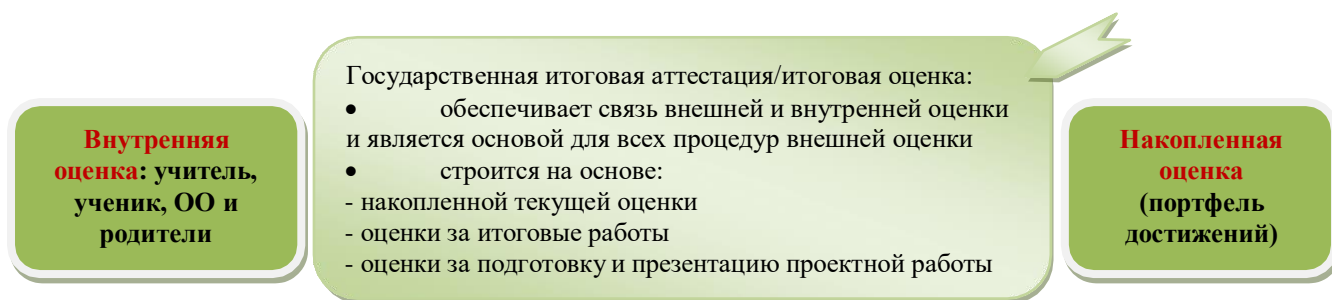 Внутренняя
оценка: учитель,
ученик, ОО и
родители
Государственная итоговая аттестация/итоговая оценка:
• обеспечивает связь внешней и внутренней оценки
и является основой для всех процедур внешней оценки
• строится на основе:
- накопленной текущей оценки
- оценки за итоговые работы
- оценки за подготовку и презентацию проектной работы
Накопленная
оценка
(портфель
достижений)